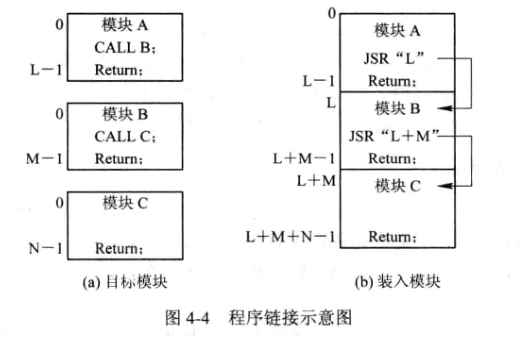 0
模块 A
CALL B;
L－1
Return;
0
模块 B
CALL C;
M－1
Return;
0
模块 C
N－1
Return;
(a) 目标模块
0
模块 A
JSR “L”
L－1
Return;
L
模块 B
JSR “L＋M”
L＋M－1
Return;
L＋M
模块 C
L＋M＋N－1
Return;
(b) 装入模块
图 4-4 程序链接示意图